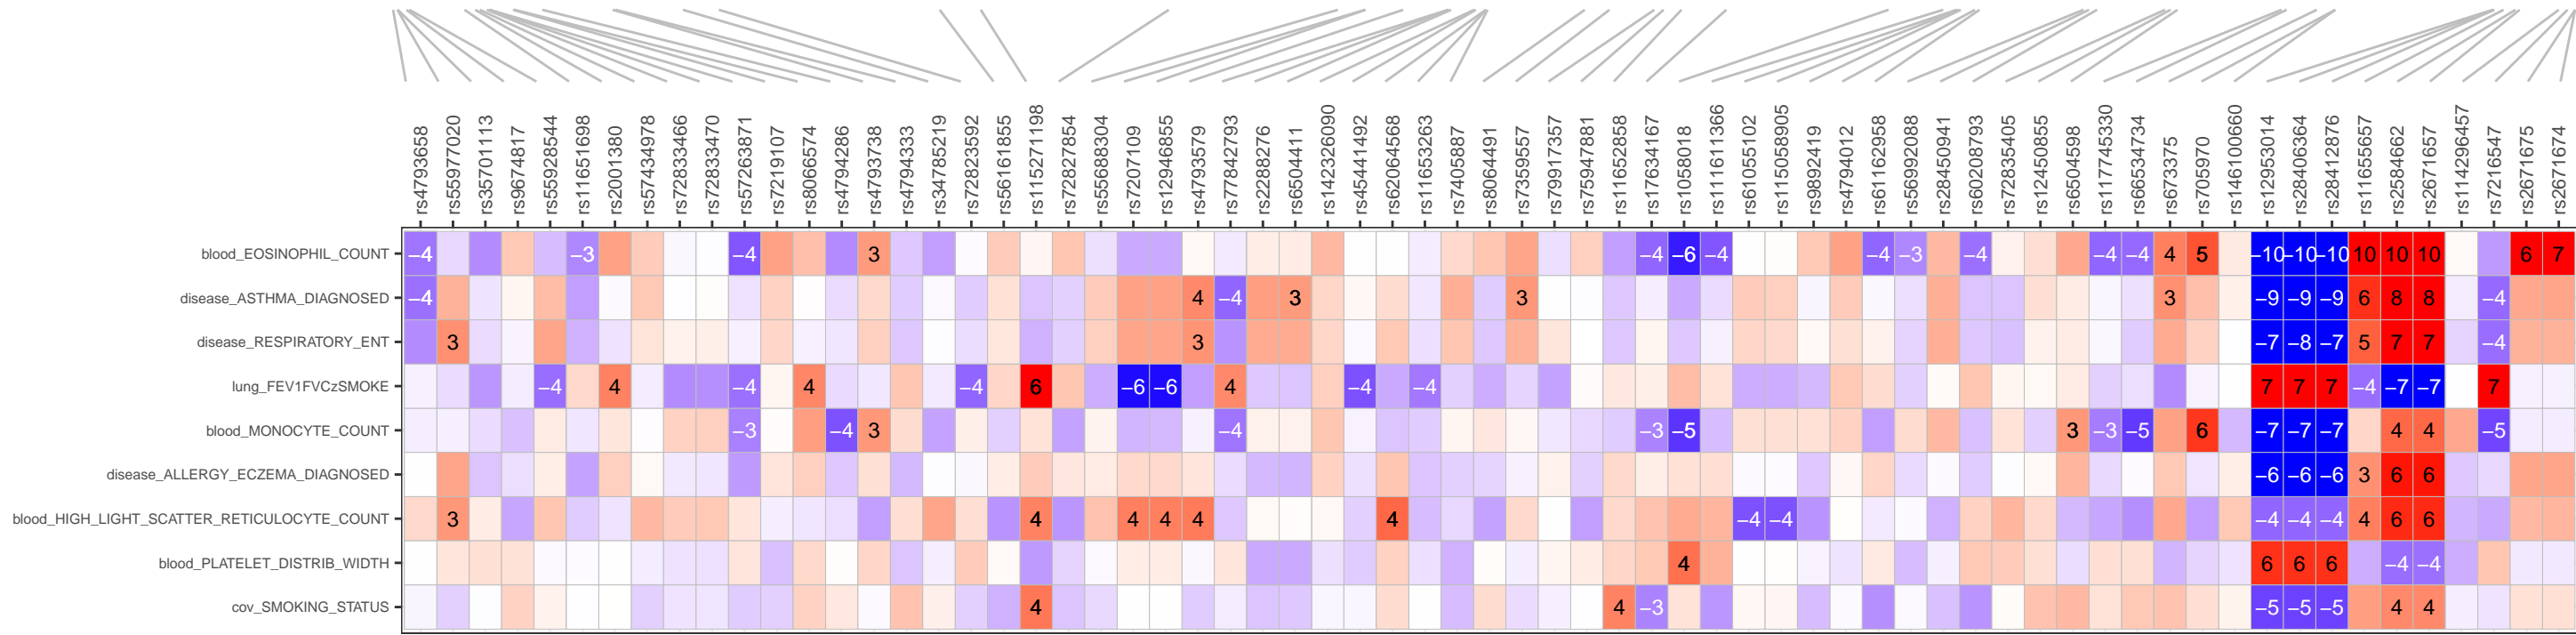 rs4793658
rs55977020
rs35701113
rs9674817
rs55928544
rs11651698
rs2001380
rs57434978
rs72833466
rs72833470
rs57263871
rs7219107
rs8066574
rs4794286
rs4793738
rs4794333
rs34785219
rs72823592
rs56161855
rs115271198
rs72827854
rs55688304
rs7207109
rs12946855
rs4793579
rs77842793
rs2288276
rs6504411
rs142326090
rs45441492
rs62064568
rs11653263
rs7405887
rs8064491
rs7359557
rs79917357
rs75947881
rs11652858
rs17634167
rs1058018
rs111611366
rs61055102
rs115058905
rs9892419
rs4794012
rs61162958
rs56992088
rs28450941
rs60208793
rs72835405
rs12450855
rs6504598
rs117745330
rs66534734
rs673375
rs705970
rs146100660
rs12953014
rs28406364
rs28412876
rs11655657
rs2584662
rs2671657
rs114296457
rs7216547
rs2671675
rs2671674
blood_EOSINOPHIL_COUNT −4 −3 −4 3 −4 −6 −4 −4 −3 −4 −4 −4 4 5 −10 −10 −10 10 10 10 6 7
disease_ASTHMA_DIAGNOSED −4 4 −4 3 3 3 −9 −9 −9 6 8 8 −4
disease_RESPIRATORY_ENT 3 3 −7 −8 −7 5 7 7 −4
lung_FEV1FVCzSMOKE −4 4 −4 4 −4 6 −6 −6 4 −4 −4 7 7 7 −4 −7 −7 7
blood_MONOCYTE_COUNT −3 −4 3 −4 −3 −5 3 −3 −5 6 −7 −7 −7 4 4 −5
disease_ALLERGY_ECZEMA_DIAGNOSED −6 −6 −6 3 6 6
blood_HIGH_LIGHT_SCATTER_RETICULOCYTE_COUNT 3 4 4 4 4 4 −4 −4 −4 −4 −4 4 6 6
blood_PLATELET_DISTRIB_WIDTH 4 6 6 6 −4 −4
cov_SMOKING_STATUS 4 4 −3 −5 −5 −5 4 4